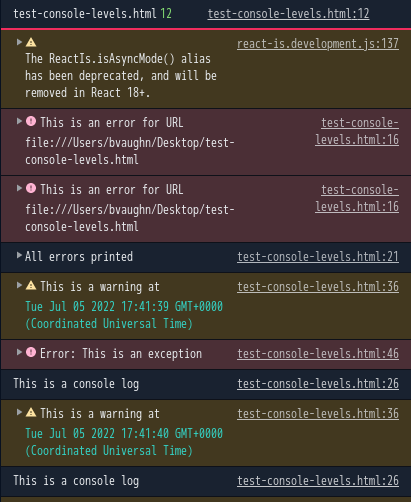 test-console-levels.html 12 test-console-levels.html:12
react-is.development.js:137
The ReactIs.isAsyncMode() alias
has been deprecated, and will be
removed in React 18+.
This is an error for URL test-console-
file:///Users/bvaughn/Desktop/test- levels.html:16
console-levels.html
This is an error for URL test-console-
file:///Users/bvaughn/Desktop/test- levels.html:16
console-levels.html
All errors printed test-console-levels.html:21
This is a warning at test-console-levels.html:36
Tue Jul 05 2022 17:41:39 GMT+0000
(Coordinated Universal Time)
Error: This is an exception test-console-levels.html:46
This is a console log test-console-levels.html:26
This is a warning at test-console-levels.html:36
Tue Jul 05 2022 17:41:40 GMT+0000
(Coordinated Universal Time)
This is a console log test-console-levels.html:26